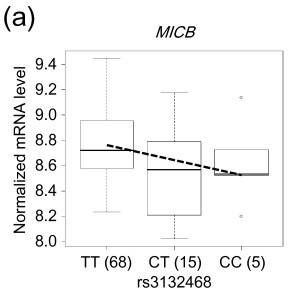 (a)
MICB
Normalized mRNA level
9.4
9.2
9.0
8.8
8.6
8.4
8.2
8.0
TT (68) CT (15) CC (5)
rs3132468